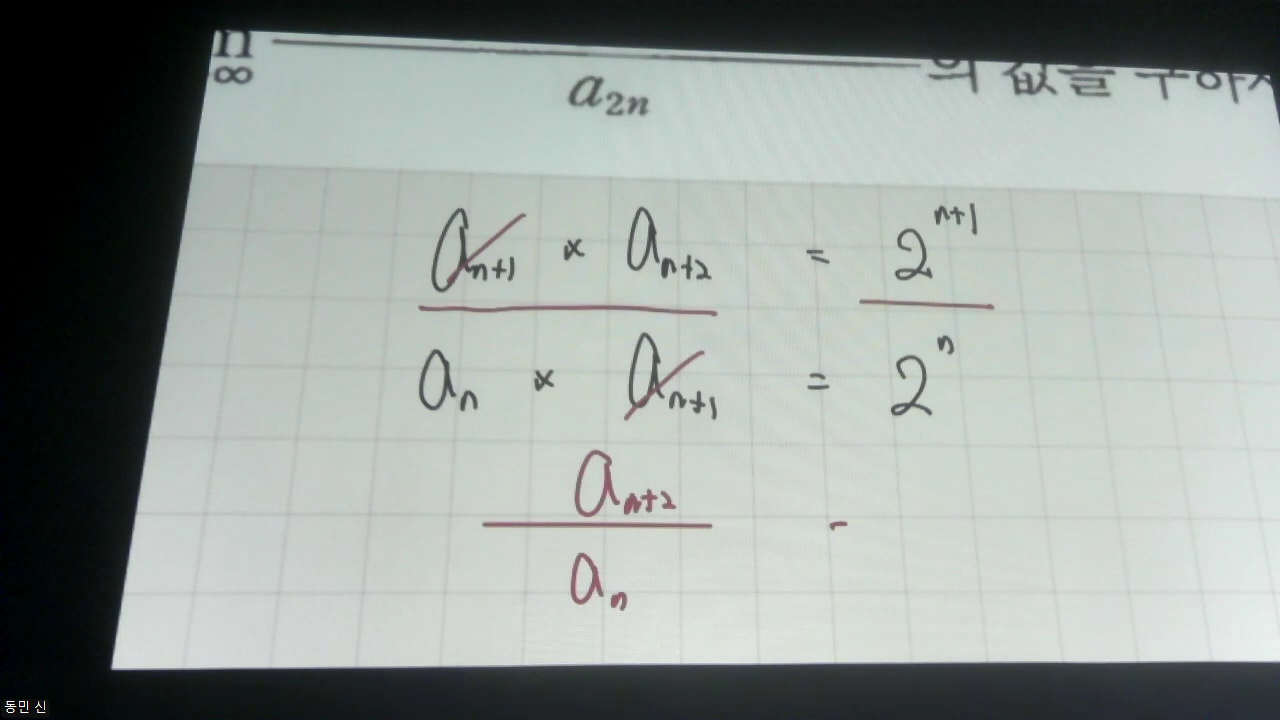 ∞ a_{2n} 의 값을 구하
a_{n+1} × a_{n+2} = 2^{n+1}
a_n × a_{n+1} = 2^n
a_{n+2} -
a_n
동민 신